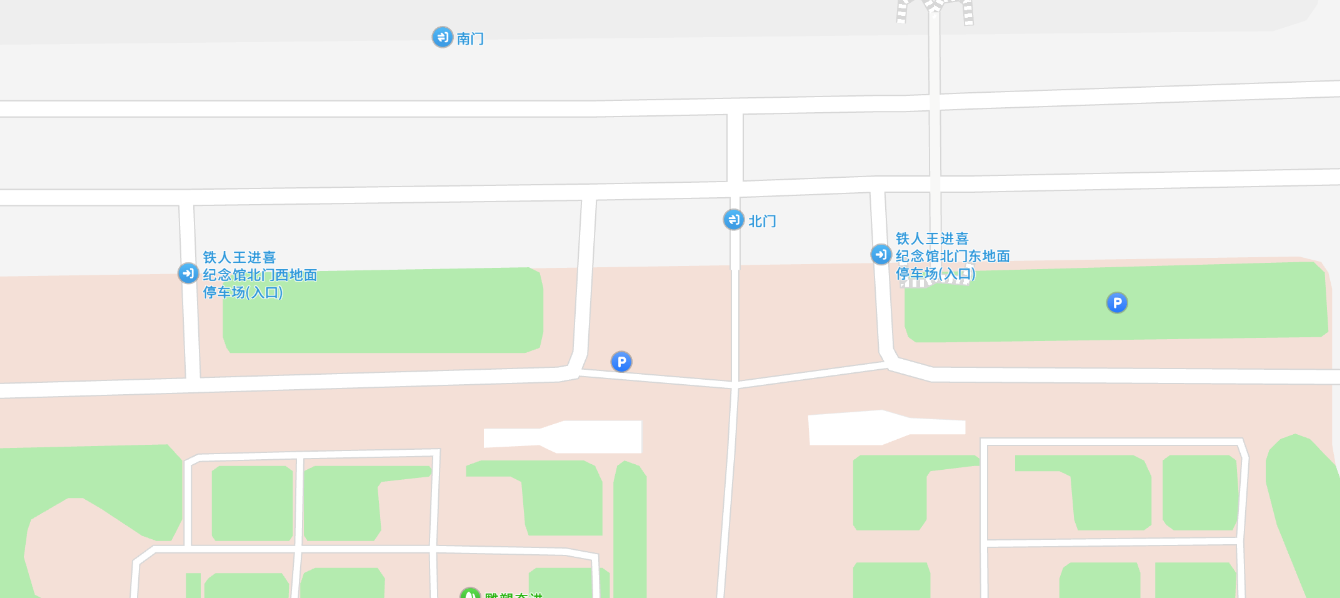 南门
北门
铁人王进喜
纪念馆北门东地面
停车场(入口)
铁人王进喜
纪念馆北门西地面
停车场(入口)
P
P